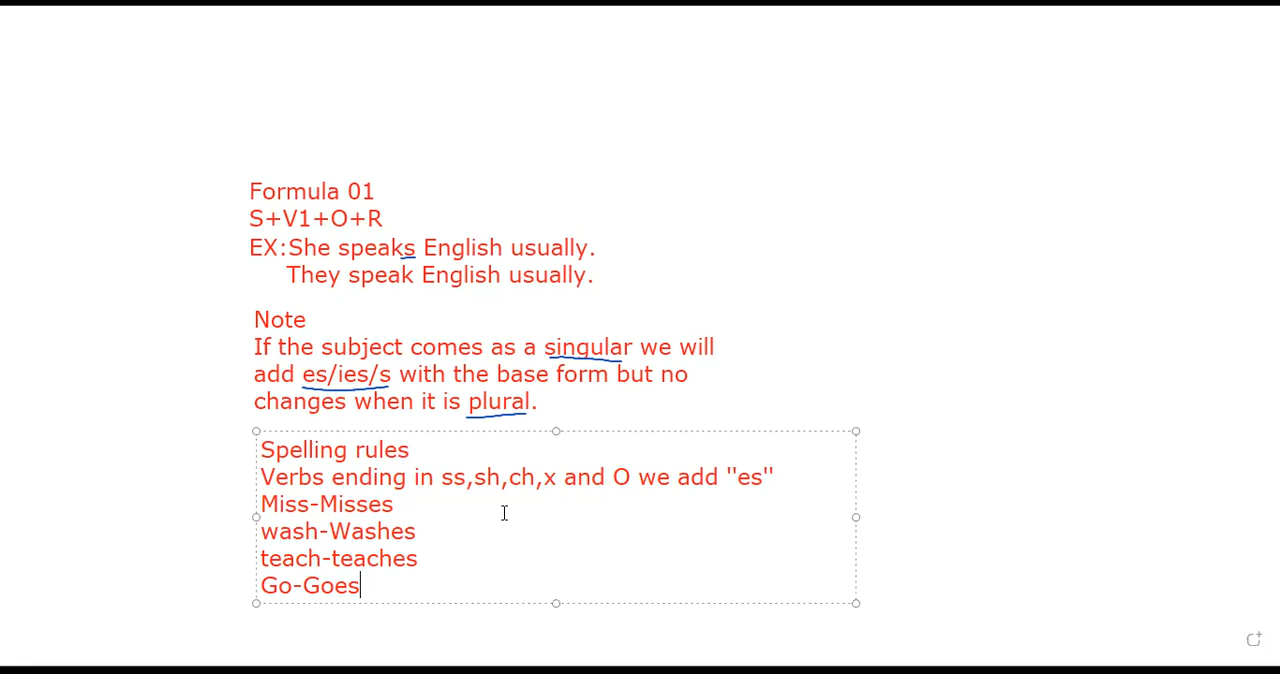 Formula 01
S+V1+O+R
EX:She speaks English usually.
They speak English usually.
Note
If the subject comes as a singular we will
add es/ies/s with the base form but no
changes when it is plural.
Spelling rules
Verbs ending in ss,sh,ch,x and O we add "es"
Miss-Misses
wash-Washes
teach-teaches
Go-Goes